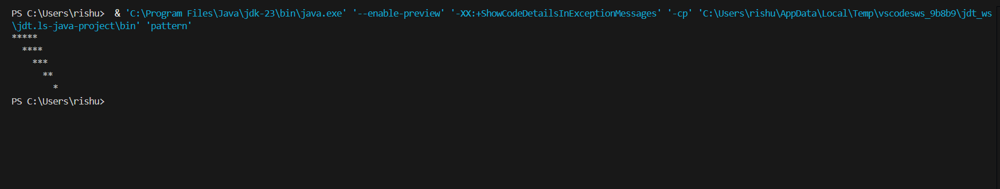 PS C:\Users\rishu>  & 'C:\Program Files\Java\jdk-23\bin\java.exe' '--enable-preview' '-XX:+ShowCodeDetailsInExceptionMessages' '-cp' 'C:\Users\rishu\AppData\Local\Temp\vscodesws_9b8b9\jdt_ws
\jdt.ls-java-project\bin' 'pattern'
*****
  ****
    ***
      **
        *
PS C:\Users\rishu>